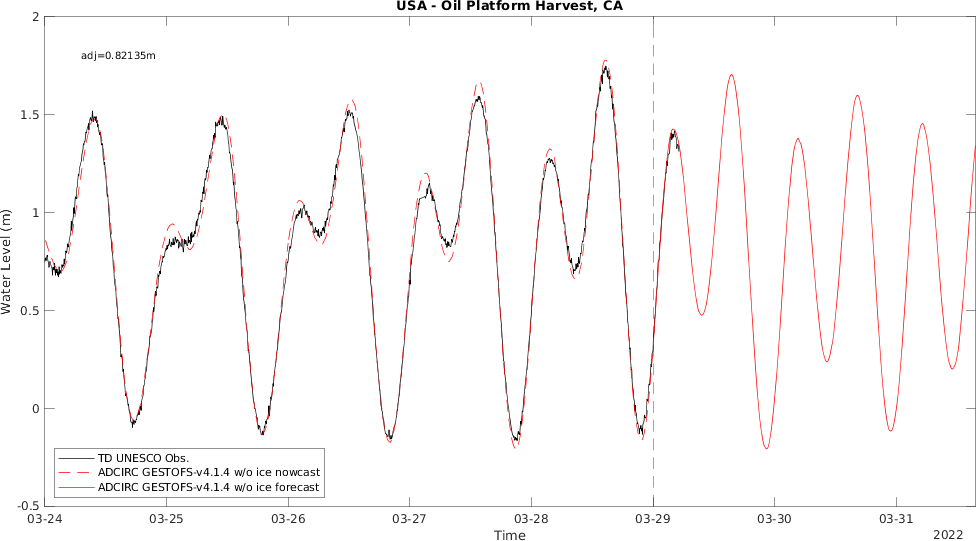 USA - Oil Platform Harvest, CA
adj=0.82135m
Water Level (m)
2
1.5
1
0.5
0
-0.5
TD UNESCO Obs.
ADCIRC GESTOFS-v4.1.4 w/o ice nowcast
ADCIRC GESTOFS-v4.1.4 w/o ice forecast
03-24 03-25 03-26 03-27 03-28 03-29 03-30 03-31
Time
2022